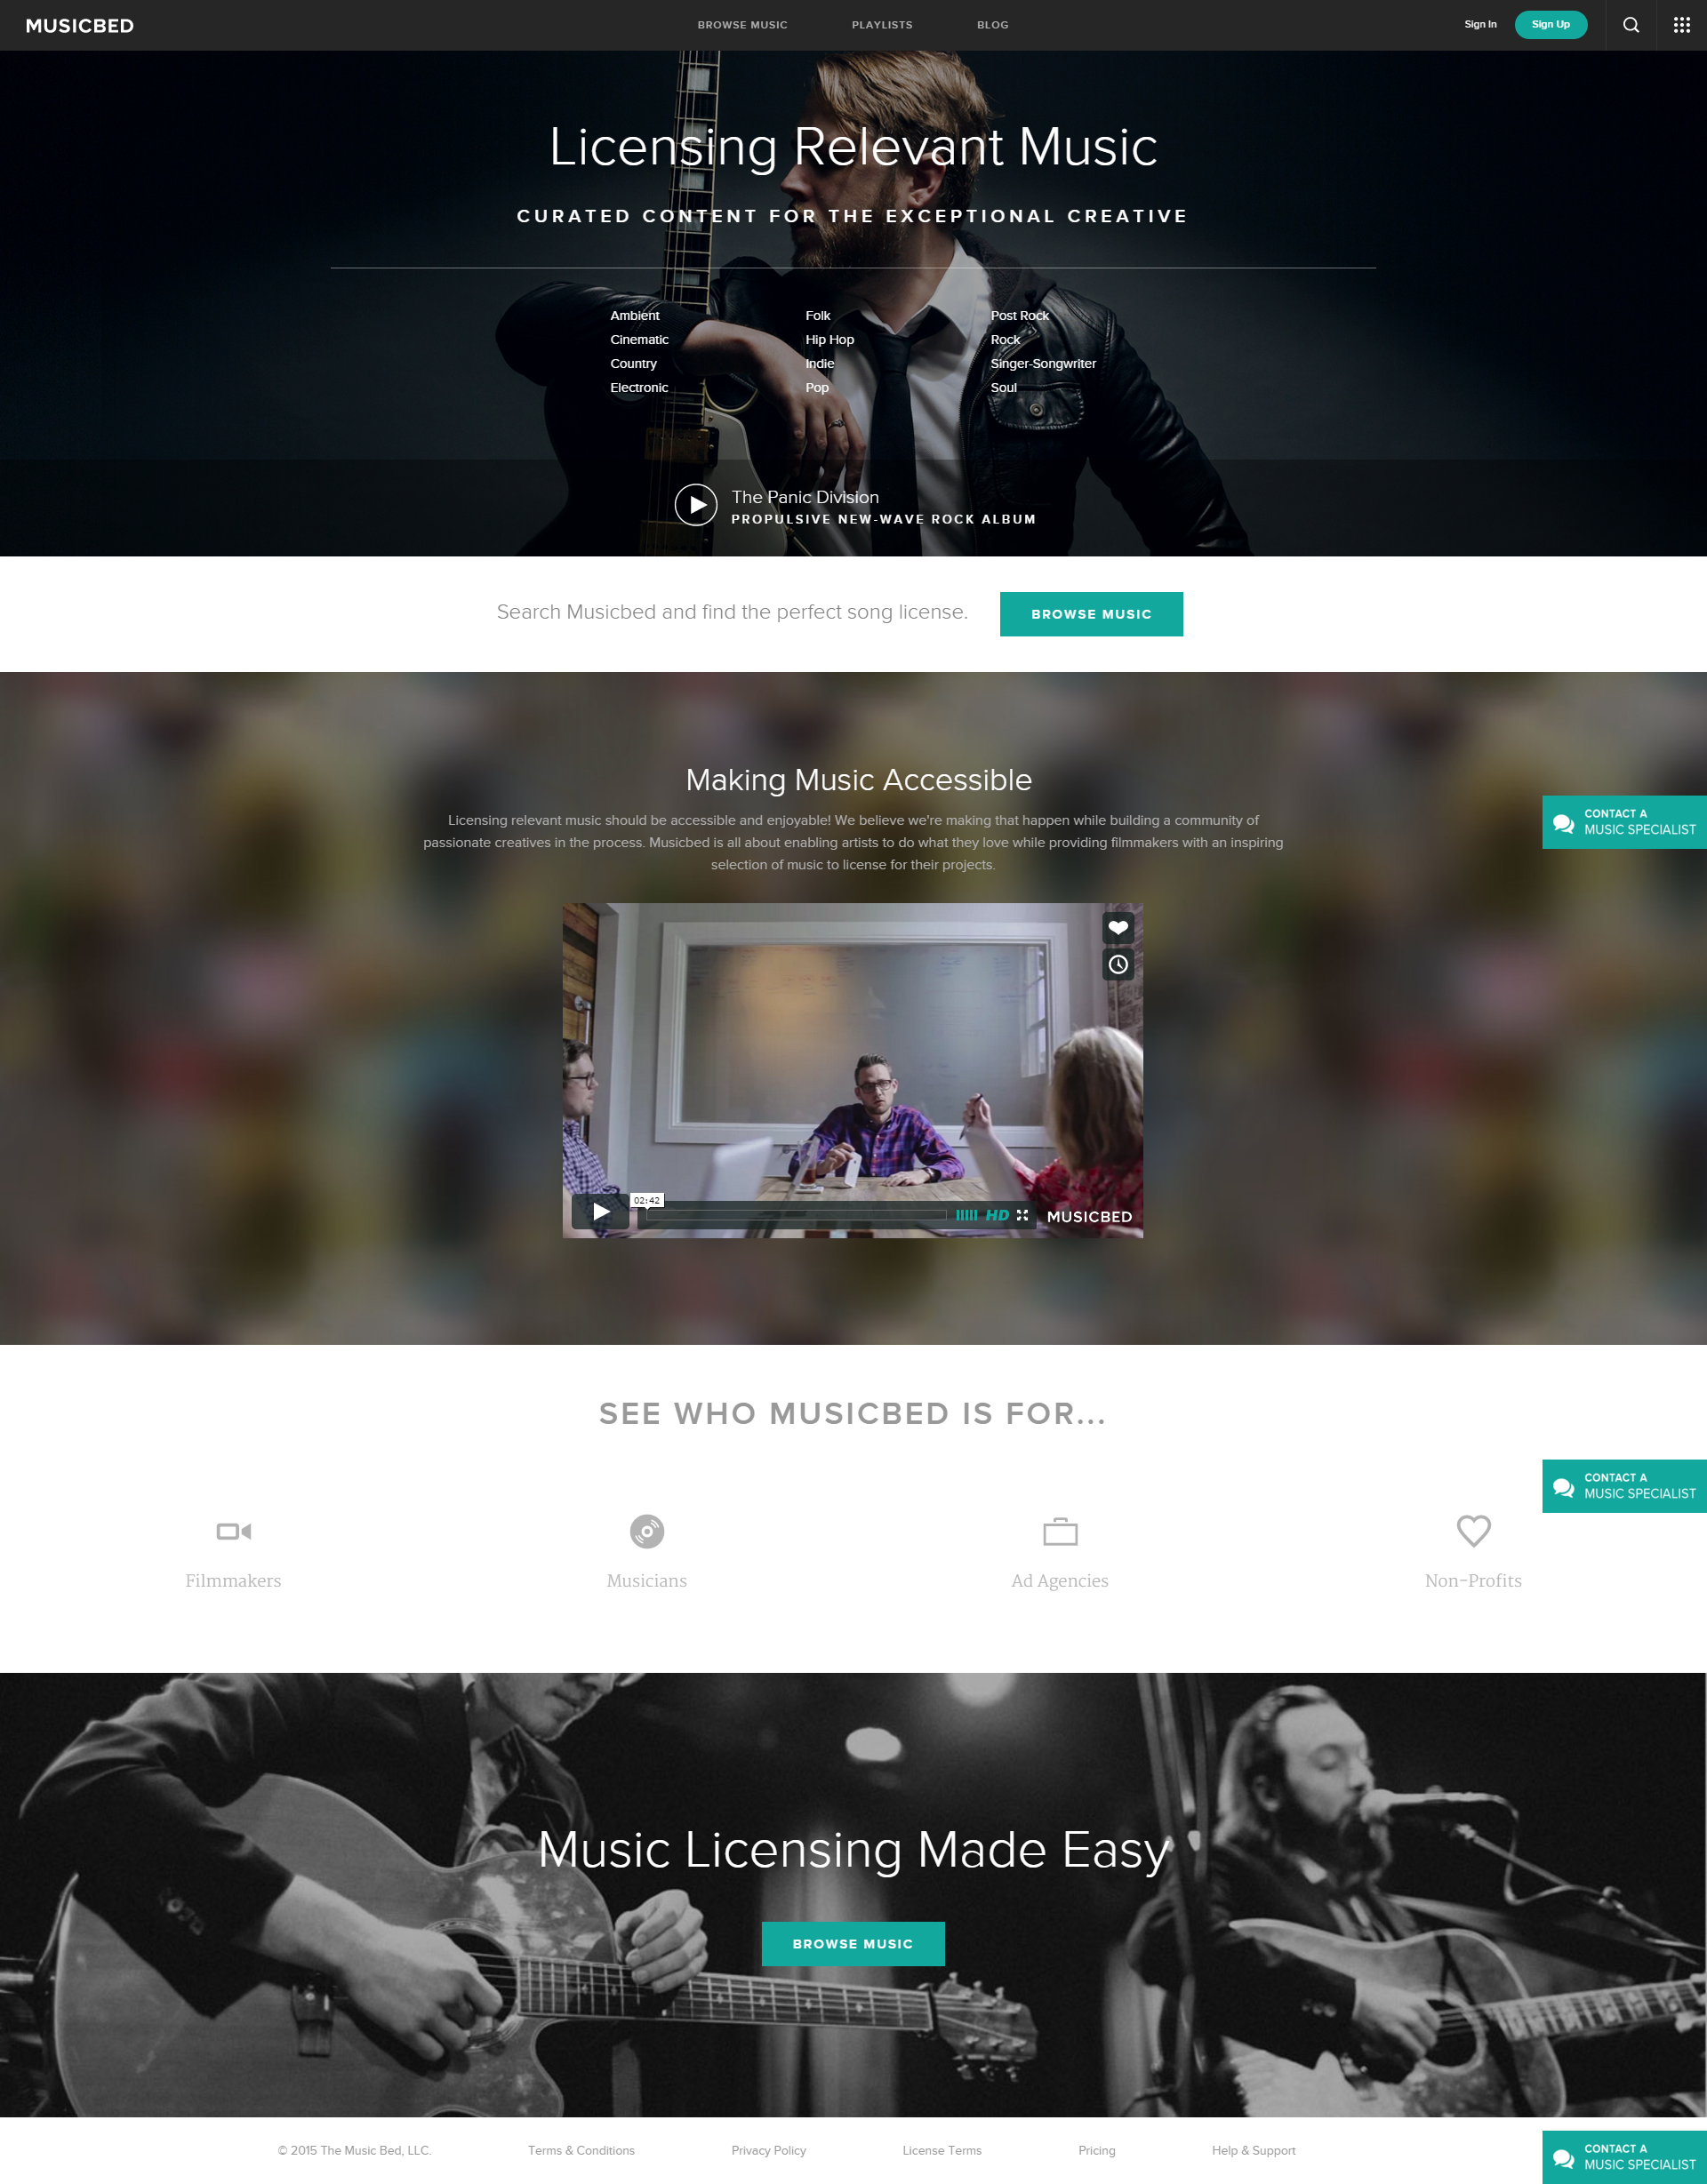 MUSICBED
BROWSE MUSIC
PLAYLISTS
BLOG
Sign In
Sign Up
Licensing Relevant Music
CURATED CONTENT FOR THE EXCEPTIONAL CREATIVE
Ambient
Cinematic
Country
Electronic
Folk
Hip Hop
Indie
Pop
Post Rock
Rock
Singer-Songwriter
Soul
The Panic Division
PROPULSIVE NEW-WAVE ROCK ALBUM
Search Musicbed and find the perfect song license.
BROWSE MUSIC
Making Music Accessible
Licensing relevant music should be accessible and enjoyable! We believe we're making that happen while building a community of
passionate creatives in the process. Musicbed is all about enabling artists to do what they love while providing filmmakers with an inspiring
selection of music to license for their projects.
CONTACT A
MUSIC SPECIALIST
02:42
HD
MUSICBED
SEE WHO MUSICBED IS FOR...
CONTACT A
MUSIC SPECIALIST
Filmmakers
Musicians
Ad Agencies
Non-Profits
Music Licensing Made Easy
BROWSE MUSIC
© 2015 The Music Bed, LLC.
Terms & Conditions
Privacy Policy
License Terms
Pricing
Help & Support
CONTACT A
MUSIC SPECIALIST